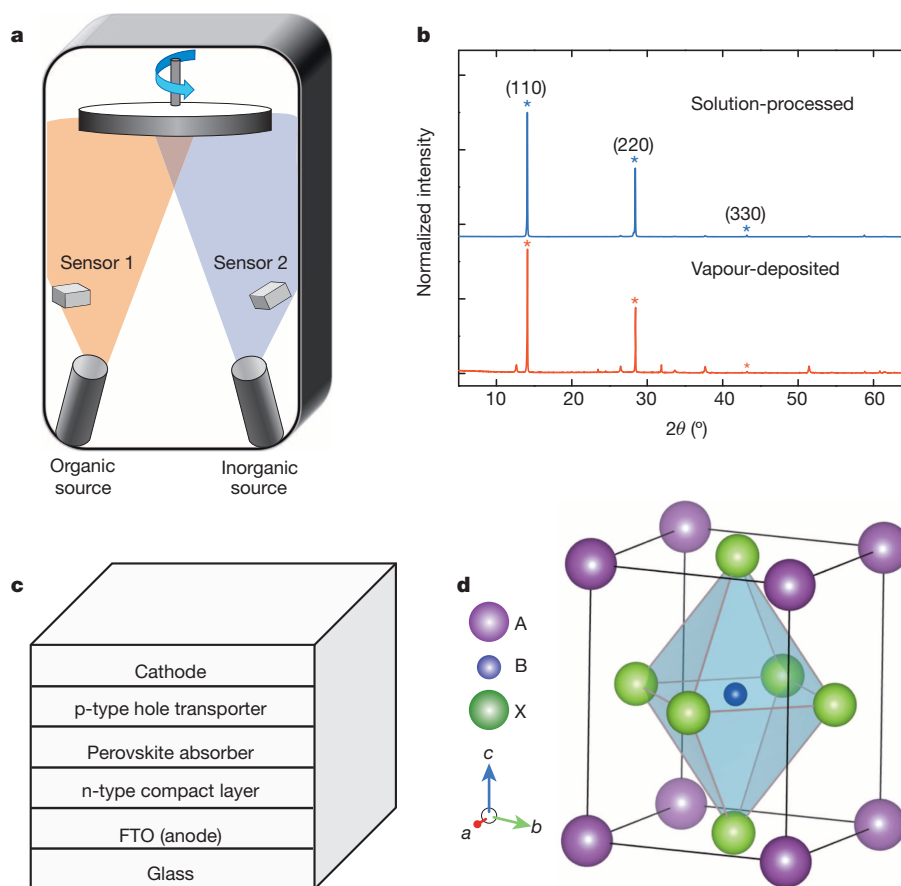 a
Sensor 1
Sensor 2
Organic
source
Inorganic
source
b
Normalized intensity
(110)
*
Solution-processed
(220)
*
(330)
*
*
Vapour-deposited
*
*
10
20
30
40
50
60
2θ (º)
c
Cathode
p-type hole transporter
Perovskite absorber
n-type compact layer
FTO (anode)
Glass
d
A
B
X
c
a
b